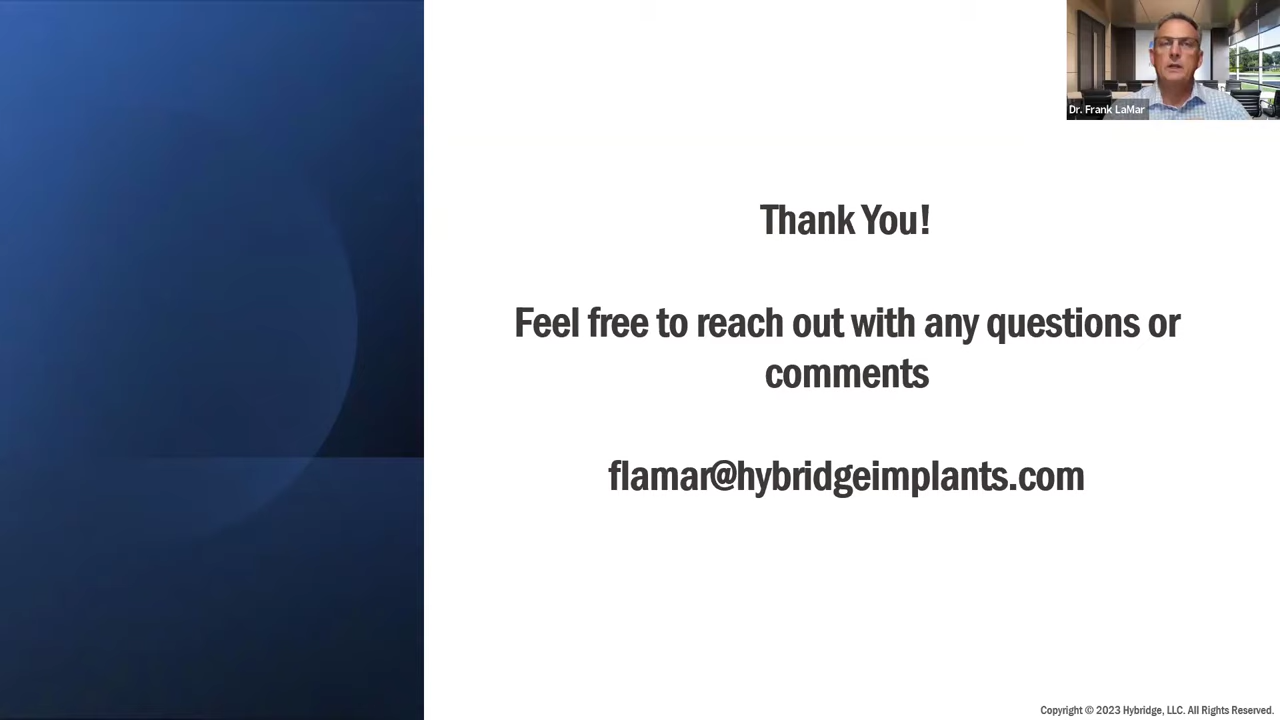 Dr. Frank LaMar
Thank You!
Feel free to reach out with any questions or
comments
flamar@hybridgeimplants.com
Copyright © 2023 Hybridge, LLC. All Rights Reserved.